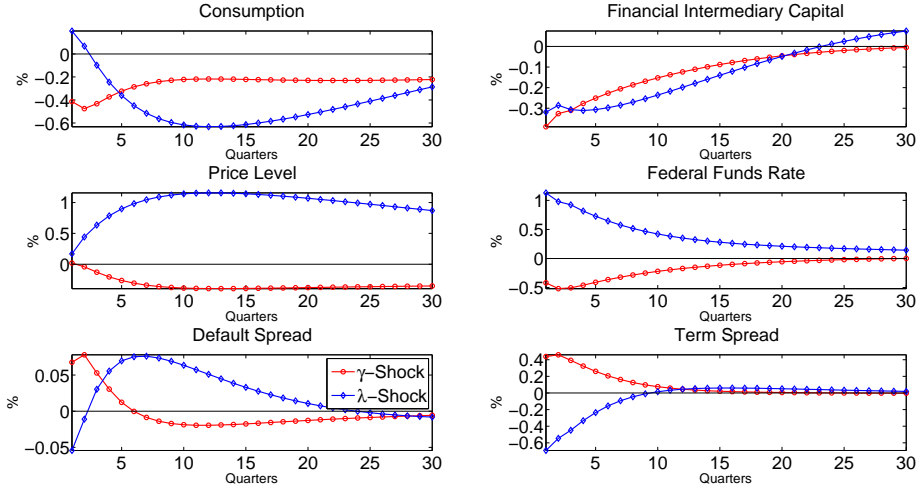 Consumption
Financial Intermediary Capital
0
−0.2
−0.4
−0.6
%
5 10 15 20 25 30
Quarters
0
−0.1
−0.2
−0.3
%
5 10 15 20 25 30
Quarters
Price Level
Federal Funds Rate
1
0.5
0
%
5 10 15 20 25 30
Quarters
1
0.5
0
−0.5
%
5 10 15 20 25 30
Quarters
Default Spread
Term Spread
0.05
0
−0.05
%
5 10 15 20 25 30
Quarters
γ−Shock
λ−Shock
0.4
0.2
0
−0.2
−0.4
−0.6
%
5 10 15 20 25 30
Quarters